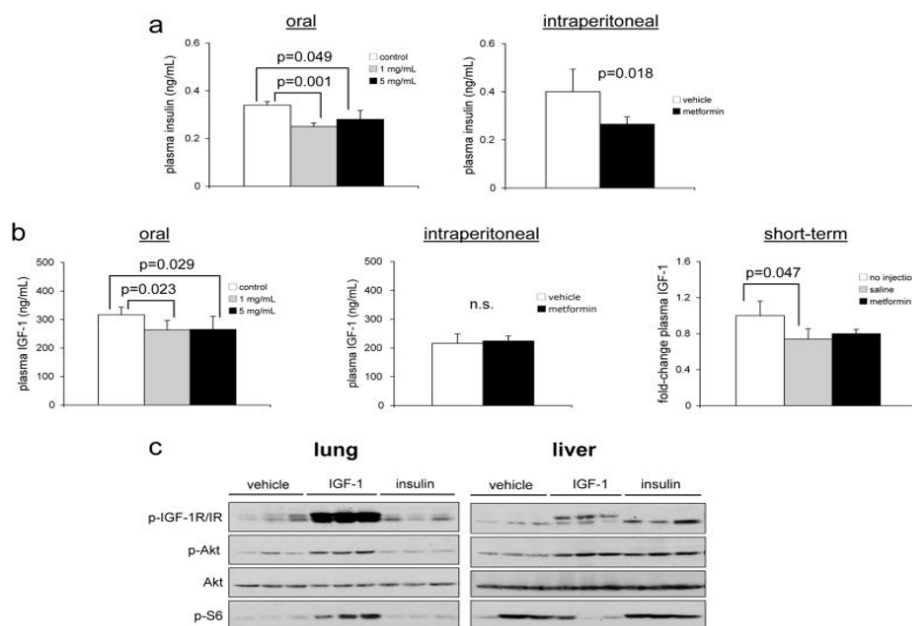 a
oral
plasma insulin (ng/mL)
0.6
0.4
0.2
0
p=0.049
p=0.001
control
1 mg/mL
5 mg/mL
intraperitoneal
plasma insulin (ng/mL)
0.6
0.4
0.2
0
p=0.018
vehicle
metformin
b
oral
plasma IGF-1 (ng/mL)
500
400
300
200
100
0
p=0.029
p=0.023
control
1 mg/mL
5 mg/mL
intraperitoneal
plasma IGF-1 (ng/mL)
500
400
300
200
100
0
n.s.
vehicle
metformin
short-term
fold-change plasma IGF-1
1.6
1.2
0.8
0.4
0
p=0.047
no injectio
saline
metformin
c
lung
liver
vehicle IGF-1 insulin
vehicle IGF-1 insulin
p-IGF-1R/IR
p-Akt
Akt
p-S6